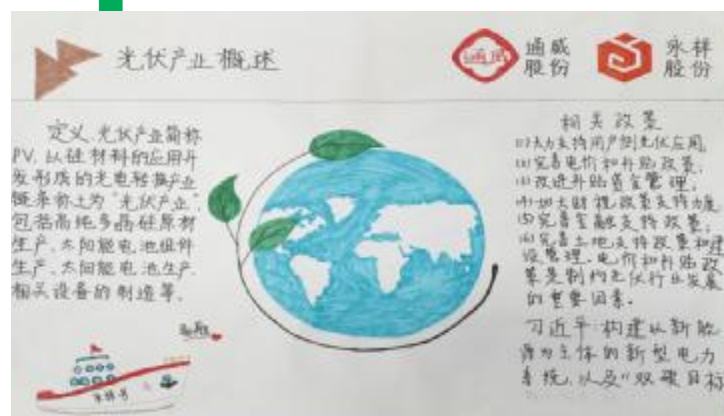 光伏产业概述
通威
股份
永祥
股份
定义:光伏产业简称
PV,以硅材料的应用开
发形成的光电转换产业
链条称之为“光伏产业”
包括高纯多晶硅原材
生产、太阳能电池组件
生产、太阳能电池生产、
相关设备的制造等。
永祥号
相关政策
(1)大力支持用户侧光伏应用,
(2)完善电价和补贴政策;
(3)改进补贴资金管理;
(4)加大财税政策支持力度
(5)完善金融支持政策;
(6)完善土地支持政策和建
设管理。电价和补贴政
策是制约光伏行业发展
的重要因素。
习近平:构建以新能
源为主体的新型电力
系统,以及“双碳目标